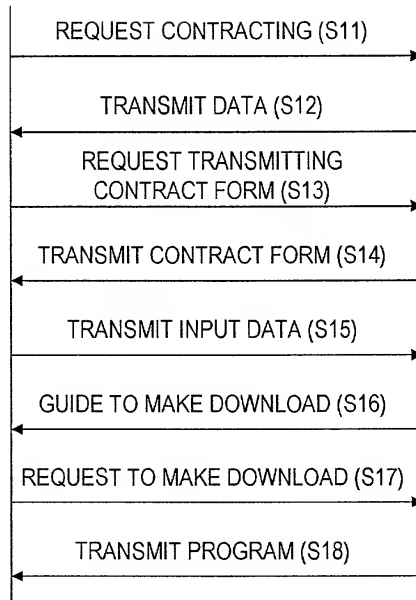 REQUEST CONTRACTING (S11)
TRANSMIT DATA (S12)
REQUEST TRANSMITTING
CONTRACT FORM (S13)
TRANSMIT CONTRACT FORM (S14)
TRANSMIT INPUT DATA (S15)
GUIDE TO MAKE DOWNLOAD (S16)
REQUEST TO MAKE DOWNLOAD (S17)
TRANSMIT PROGRAM (S18)